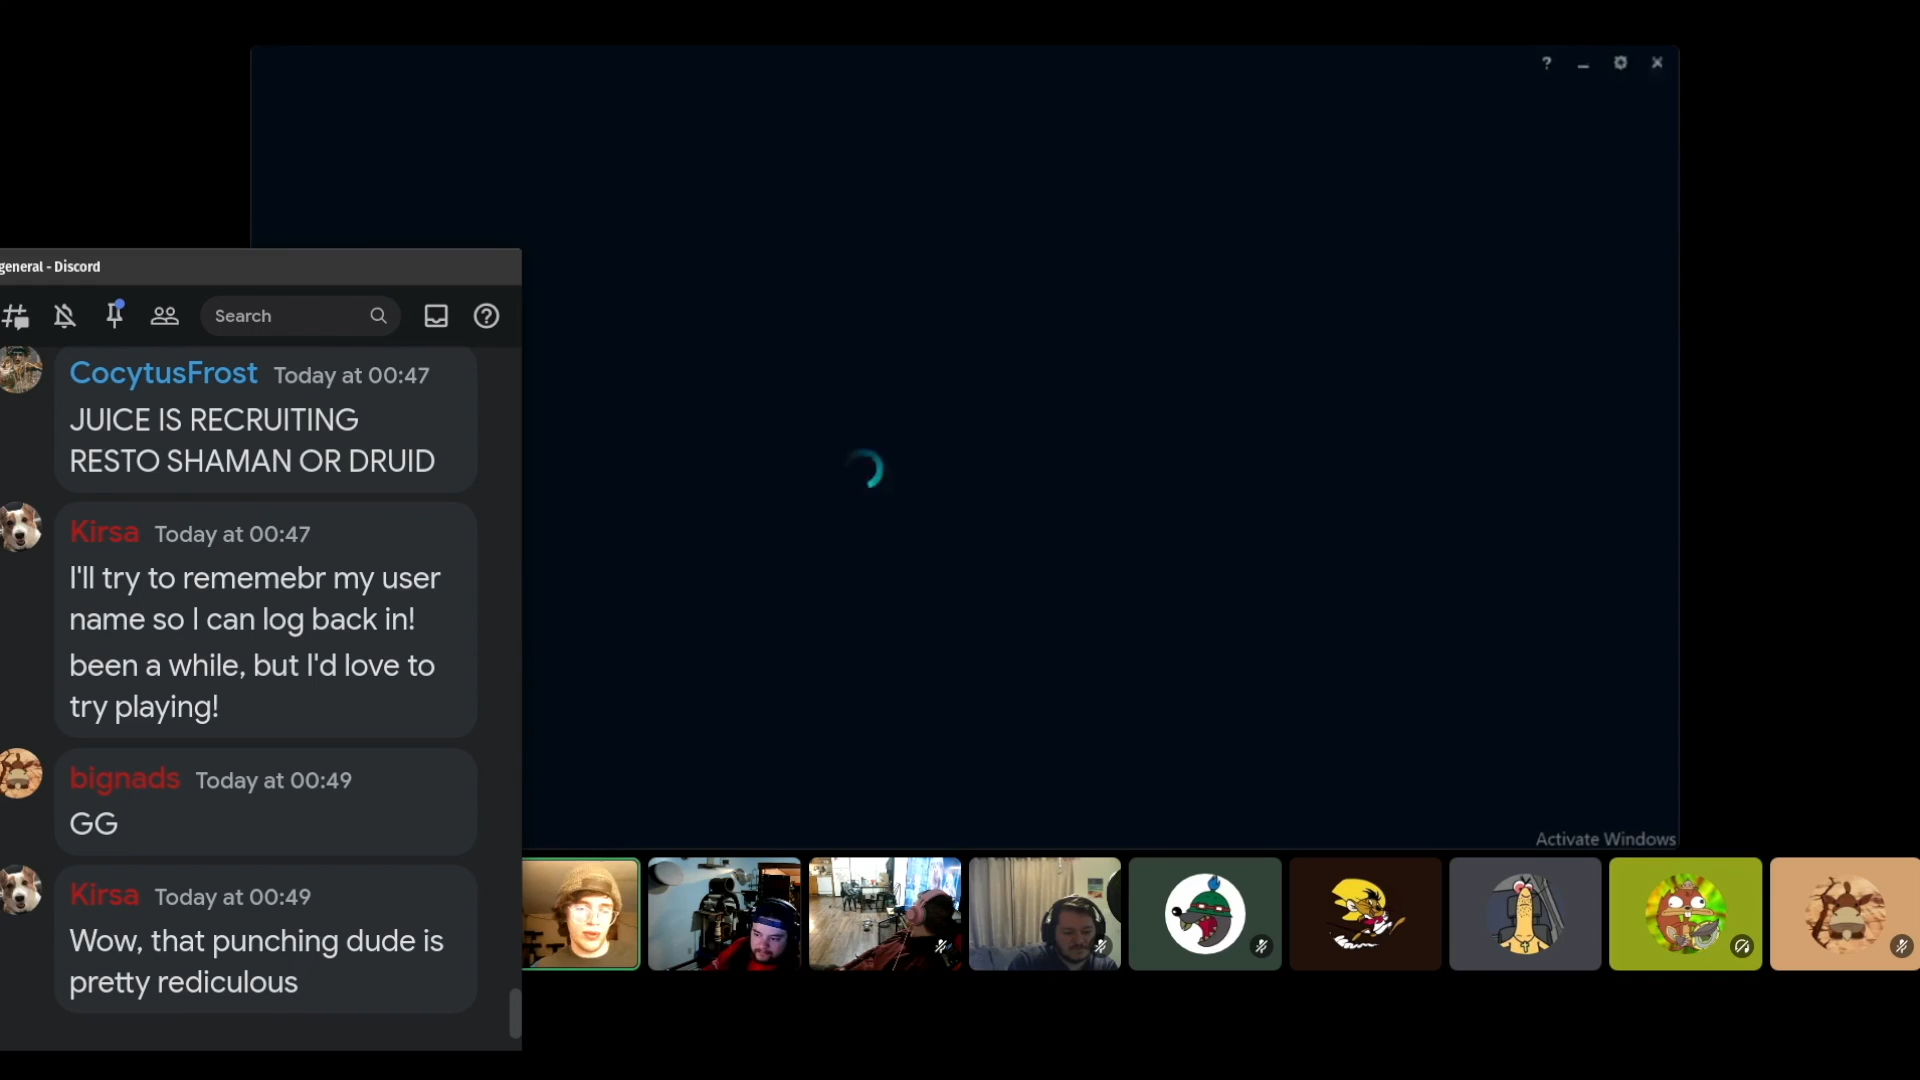 general - Discord
Search
CocytusFrost Today at 00:47
JUICE IS RECRUITING
RESTO SHAMAN OR DRUID
Kirsa Today at 00:47
I'll try to rememebr my user
name so I can log back in!
been a while, but I'd love to
try playing!
bignads Today at 00:49
GG
Kirsa Today at 00:49
Wow, that punching dude is
pretty rediculous
Activate Windows